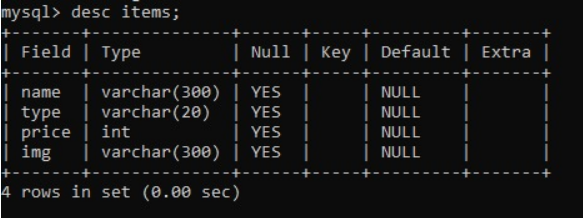 mysql> desc items;
+-------+--------------+------+-----+---------+-------+
| Field | Type         | Null | Key | Default | Extra |
+-------+--------------+------+-----+---------+-------+
| name  | varchar(300) | YES  |     | NULL    |       |
| type  | varchar(20)  | YES  |     | NULL    |       |
| price | int          | YES  |     | NULL    |       |
| img   | varchar(300) | YES  |     | NULL    |       |
+-------+--------------+------+-----+---------+-------+
4 rows in set (0.00 sec)